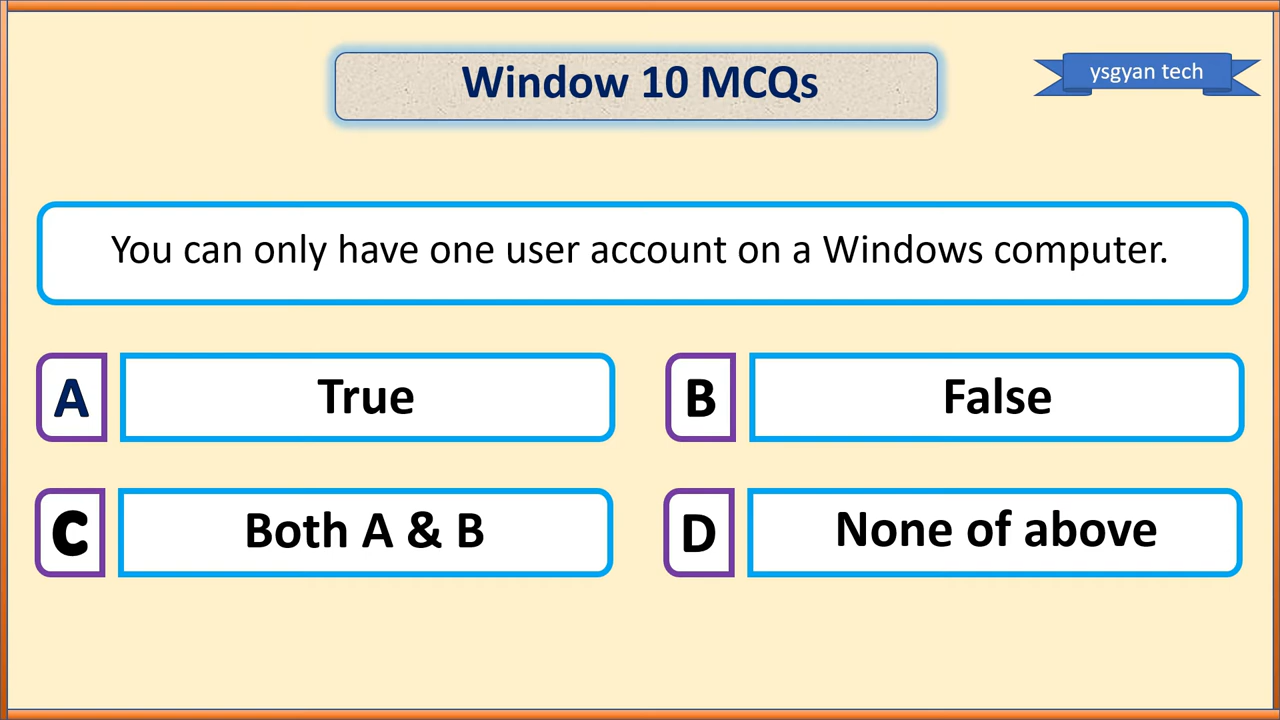 Window 10 MCQs
ysgyan tech
You can only have one user account on a Windows computer.
A True
B False
C Both A & B
D None of above